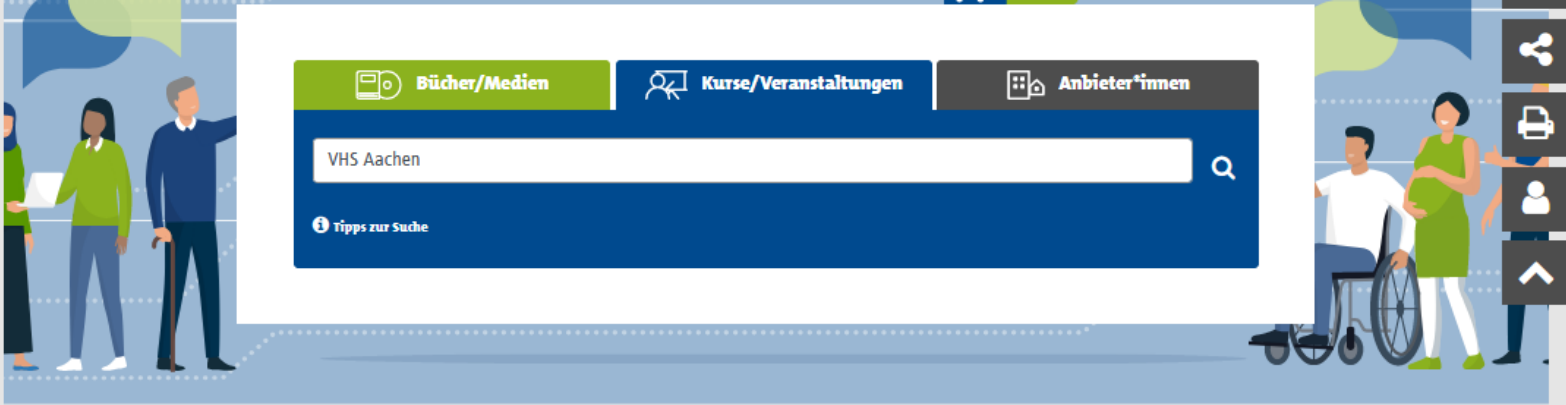 Bücher/Medien
Kurse/Veranstaltungen
Anbieter*innen
VHS Aachen
Tipps zur Suche